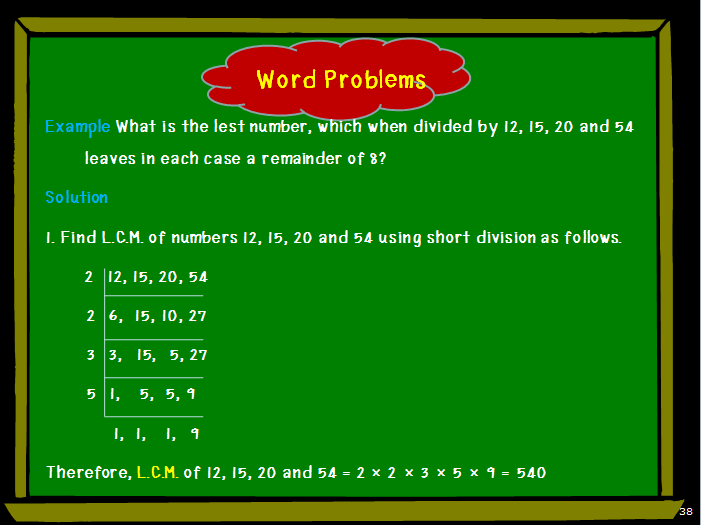 Word Problems
Example What is the lest number, which when divided by 12, 15, 20 and 54
leaves in each case a remainder of 8?
Solution
1. Find L.C.M. of numbers 12, 15, 20 and 54 using short division as follows.
2 12, 15, 20, 54
2 6, 15, 10, 27
3 3, 15, 5, 27
5 1, 5, 5, 9
1, 1, 1, 9
Therefore, L.C.M. of 12, 15, 20 and 54 = 2 × 2 × 3 × 5 × 9 = 540
38